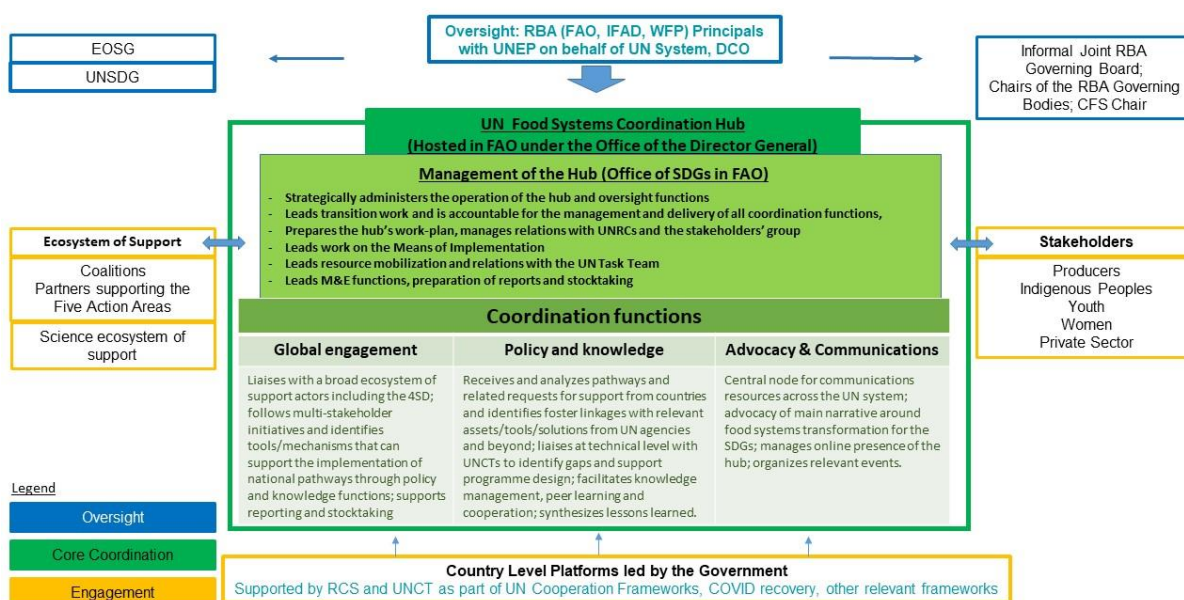 Oversight: RBA (FAO, IFAD, WFP) Principals
with UNEP on behalf of UN System, DCO
EOSG
UNSDG
Informal Joint RBA
Governing Board;
Chairs of the RBA Governing
Bodies; CFS Chair
UN Food Systems Coordination Hub
(Hosted in FAO under the Office of the Director General)
Management of the Hub (Office of SDGs in FAO)
- Strategically administers the operation of the hub and oversight functions
- Leads transition work and is accountable for the management and delivery of all coordination functions,
- Prepares the hub's work-plan, manages relations with UNRCs and the stakeholders' group
- Leads work on the Means of Implementation
- Leads resource mobilization and relations with the UN Task Team
- Leads M&E functions, preparation of reports and stocktaking
Ecosystem of Support
Coalitions
Partners supporting the
Five Action Areas
Science ecosystem of
support
Stakeholders
Producers
Indigenous Peoples
Youth
Women
Private Sector
Coordination functions
Global engagement
Liaises with a broad ecosystem of
support actors including the 4SD;
follows multi-stakeholder
initiatives and identifies
tools/mechanisms that can
support the implementation of
national pathways through policy
and knowledge functions; supports
reporting and stocktaking
Policy and knowledge
Receives and analyzes pathways and
related requests for support from countries
and identifies foster linkages with relevant
assets/tools/solutions from UN agencies
and beyond; liaises at technical level with
UNCTs to identify gaps and support
programme design; facilitates knowledge
management, peer learning and
cooperation; synthesizes lessons learned.
Advocacy & Communications
Central node for communications
resources across the UN system;
advocacy of main narrative around
food systems transformation for the
SDGs; manages online presence of the
hub; organizes relevant events.
Legend
Oversight
Core Coordination
Engagement
Country Level Platforms led by the Government
Supported by RCS and UNCT as part of UN Cooperation Frameworks, COVID recovery, other relevant frameworks